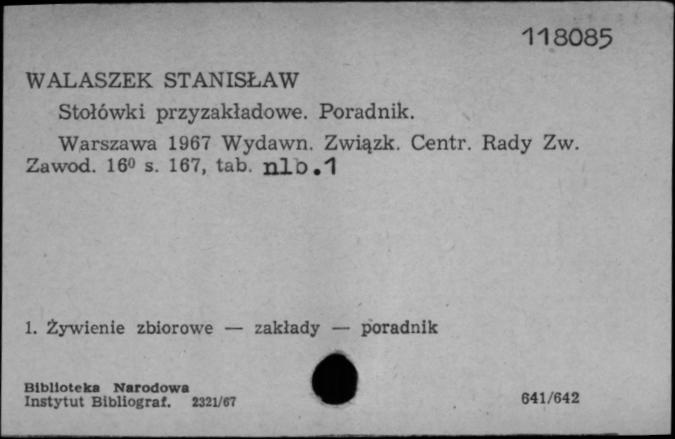 118085
WALASZEK STANISŁAW
Stołówki przyzakładowe. Poradnik.
Warszawa 1967 Wydawn. Związk. Centr. Rady Zw.
Zawod. 16⁰ s. 167, tab. nlb.1
1. Żywienie zbiorowe — zakłady — poradnik
Biblioteka Narodowa
Instytut Bibliograf. 2321/67
641/642